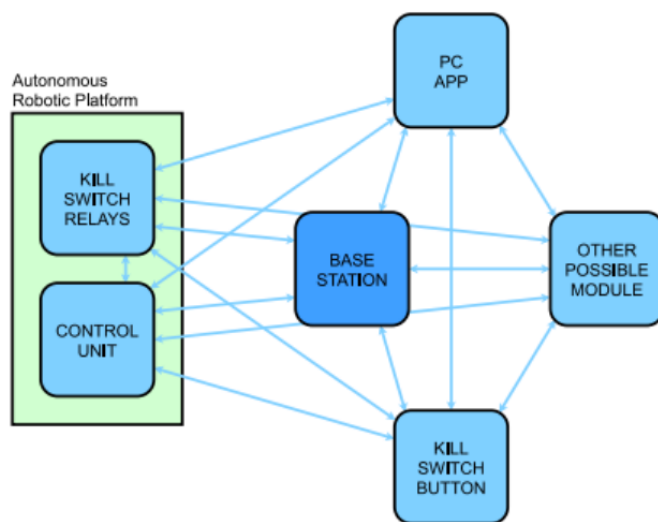 PC
APP
Autonomous
Robotic Platform
KILL
SWITCH
RELAYS
BASE
STATION
OTHER
POSSIBLE
MODULE
CONTROL
UNIT
KILL
SWITCH
BUTTON